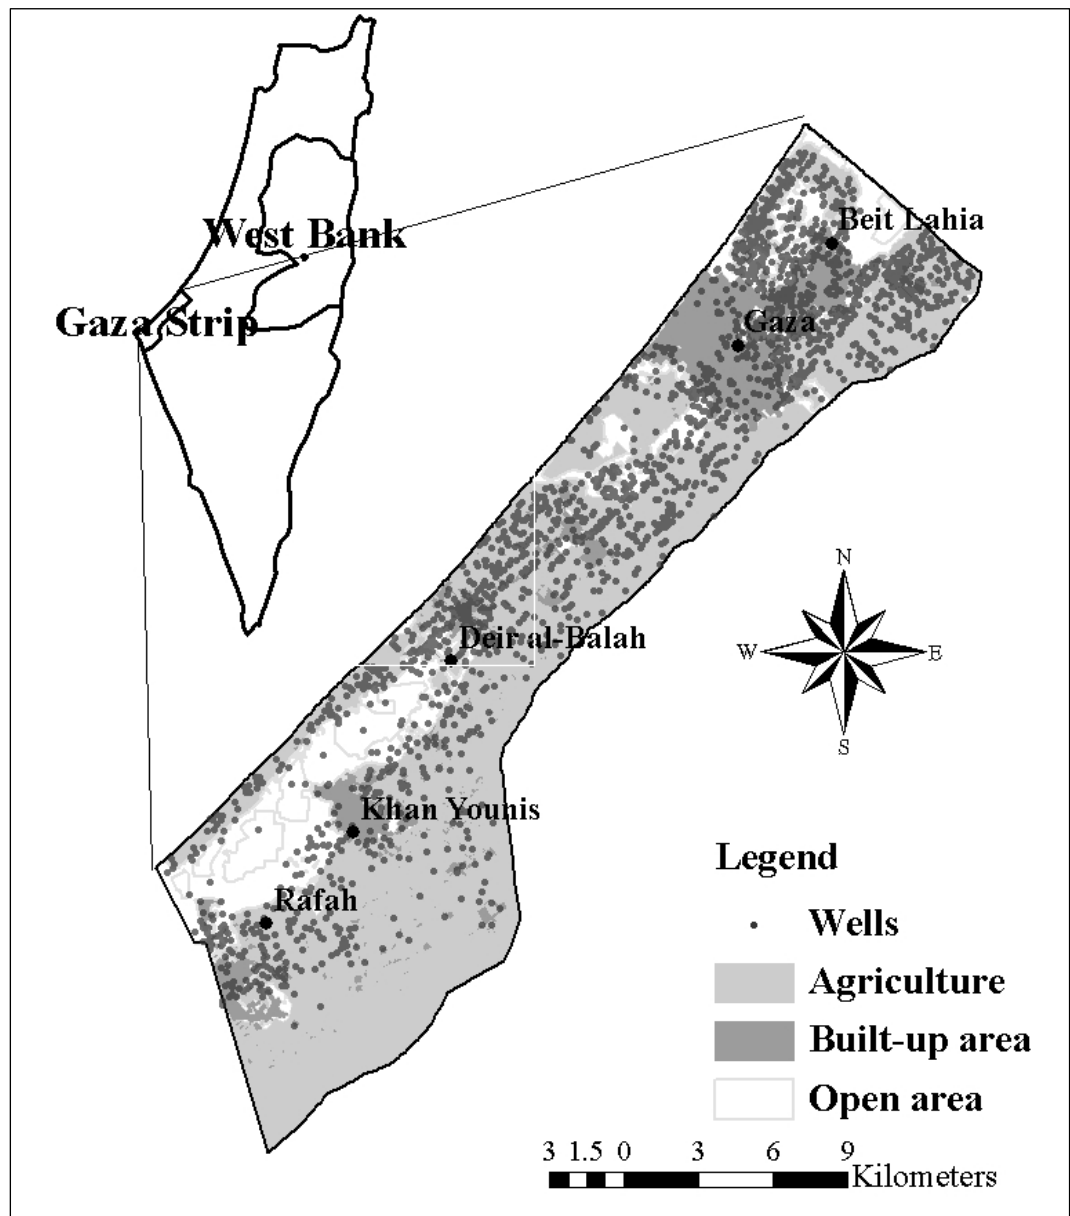 West Bank
Gaza Strip
Beit Lahia
Gaza
Deir al-Balah
Khan Younis
Rafah
N
W
E
S
Legend
Wells
Agriculture
Built-up area
Open area
3 1.5 0 3 6 9
Kilometers